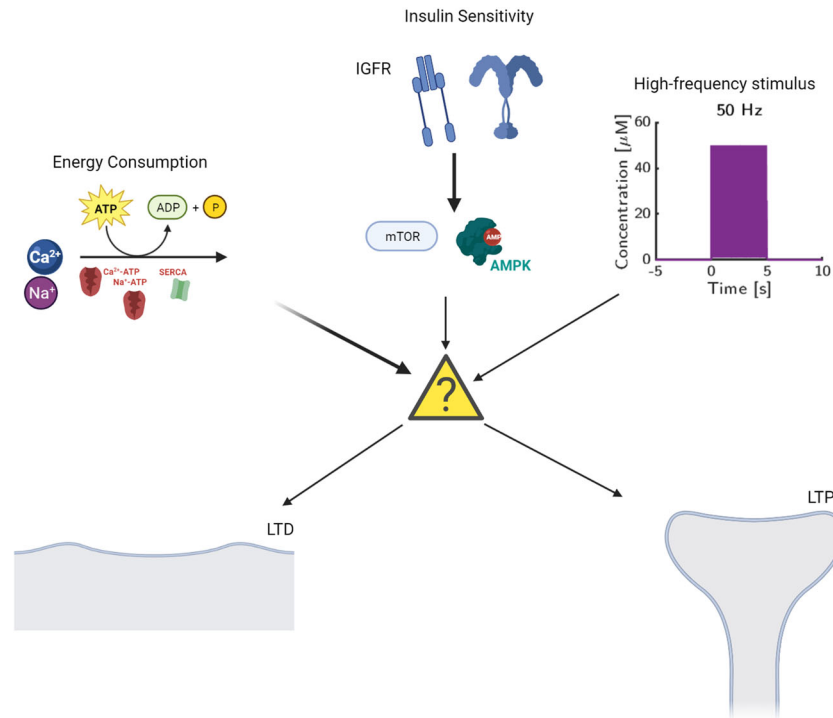 Insulin Sensitivity
IGFR
mTOR
AMP
AMPK
High-frequency stimulus
50 Hz
Concentration [μM]
60
40
20
0
-5
0
5
10
Time [s]
Energy Consumption
ATP
ADP
+
P
Ca²⁺
Na⁺
Ca²⁺-ATP
Na⁺-ATP
SERCA
?
LTD
LTP